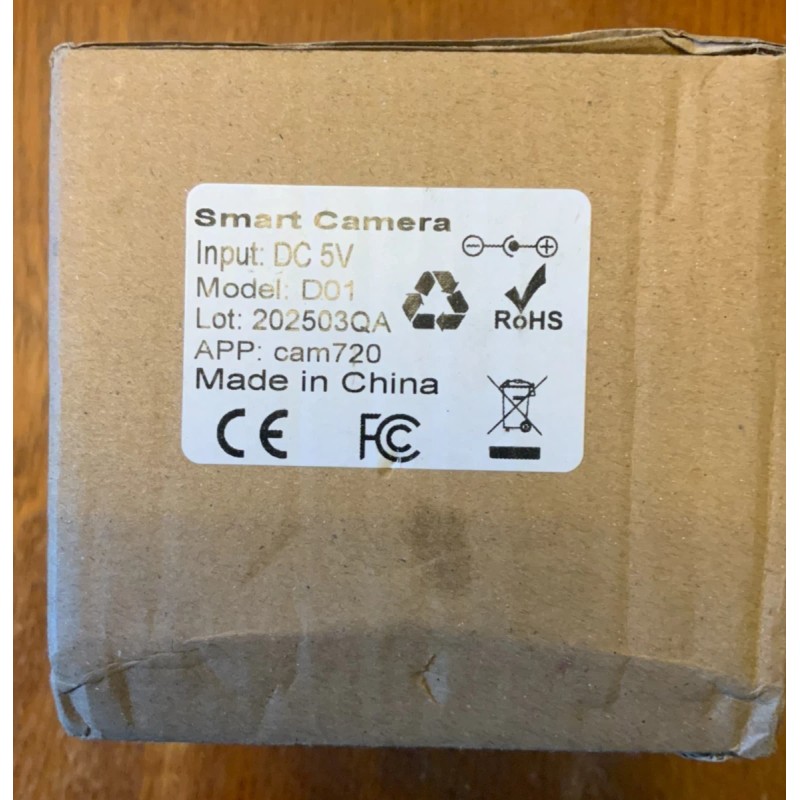 Smart Camera
Input: DC 5V
Model: D01
Lot: 202503QA
APP: cam720
Made in China
RoHS
CE FC